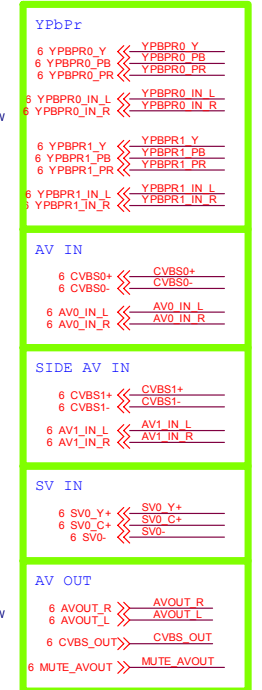 YPbPr
6 YPBPR0_Y YPBPR0_Y
6 YPBPR0_PB YPBPR0_PB
6 YPBPR0_PR YPBPR0_PR
6 YPBPR0_IN_L YPBPR0_IN_L
6 YPBPR0_IN_R YPBPR0_IN_R
w
6 YPBPR1_Y YPBPR1_Y
6 YPBPR1_PB YPBPR1_PB
6 YPBPR1_PR YPBPR1_PR
6 YPBPR1_IN_L YPBPR1_IN_L
6 YPBPR1_IN_R YPBPR1_IN_R
AV IN
6 CVBS0+ CVBS0+
6 CVBS0- CVBS0-
6 AV0_IN_L AV0_IN_L
6 AV0_IN_R AV0_IN_R
SIDE AV IN
6 CVBS1+ CVBS1+
6 CVBS1- CVBS1-
6 AV1_IN_L AV1_IN_L
6 AV1_IN_R AV1_IN_R
SV IN
6 SV0_Y+ SV0_Y+
6 SV0_C+ SV0_C+
6 SV0- SV0-
AV OUT
6 AVOUT_R AVOUT_R
6 AVOUT_L AVOUT_L
w
6 CVBS_OUT CVBS_OUT
6 MUTE_AVOUT MUTE_AVOUT